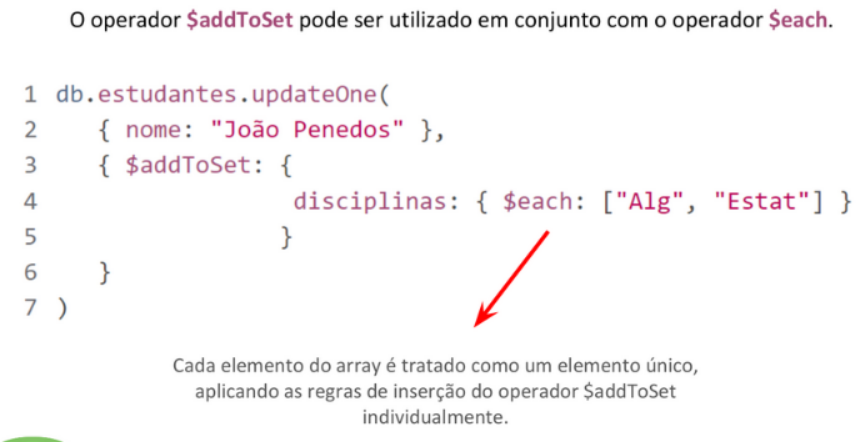 O operador $addToSet pode ser utilizado em conjunto com o operador $each.
1 db.estudantes.updateOne(
2    { nome: "João Penedos" },
3    { $addToSet: {
4                  disciplinas: { $each: ["Alg", "Estat"] }
5                 }
6    }
7 )
Cada elemento do array é tratado como um elemento único,
aplicando as regras de inserção do operador $addToSet
individualmente.